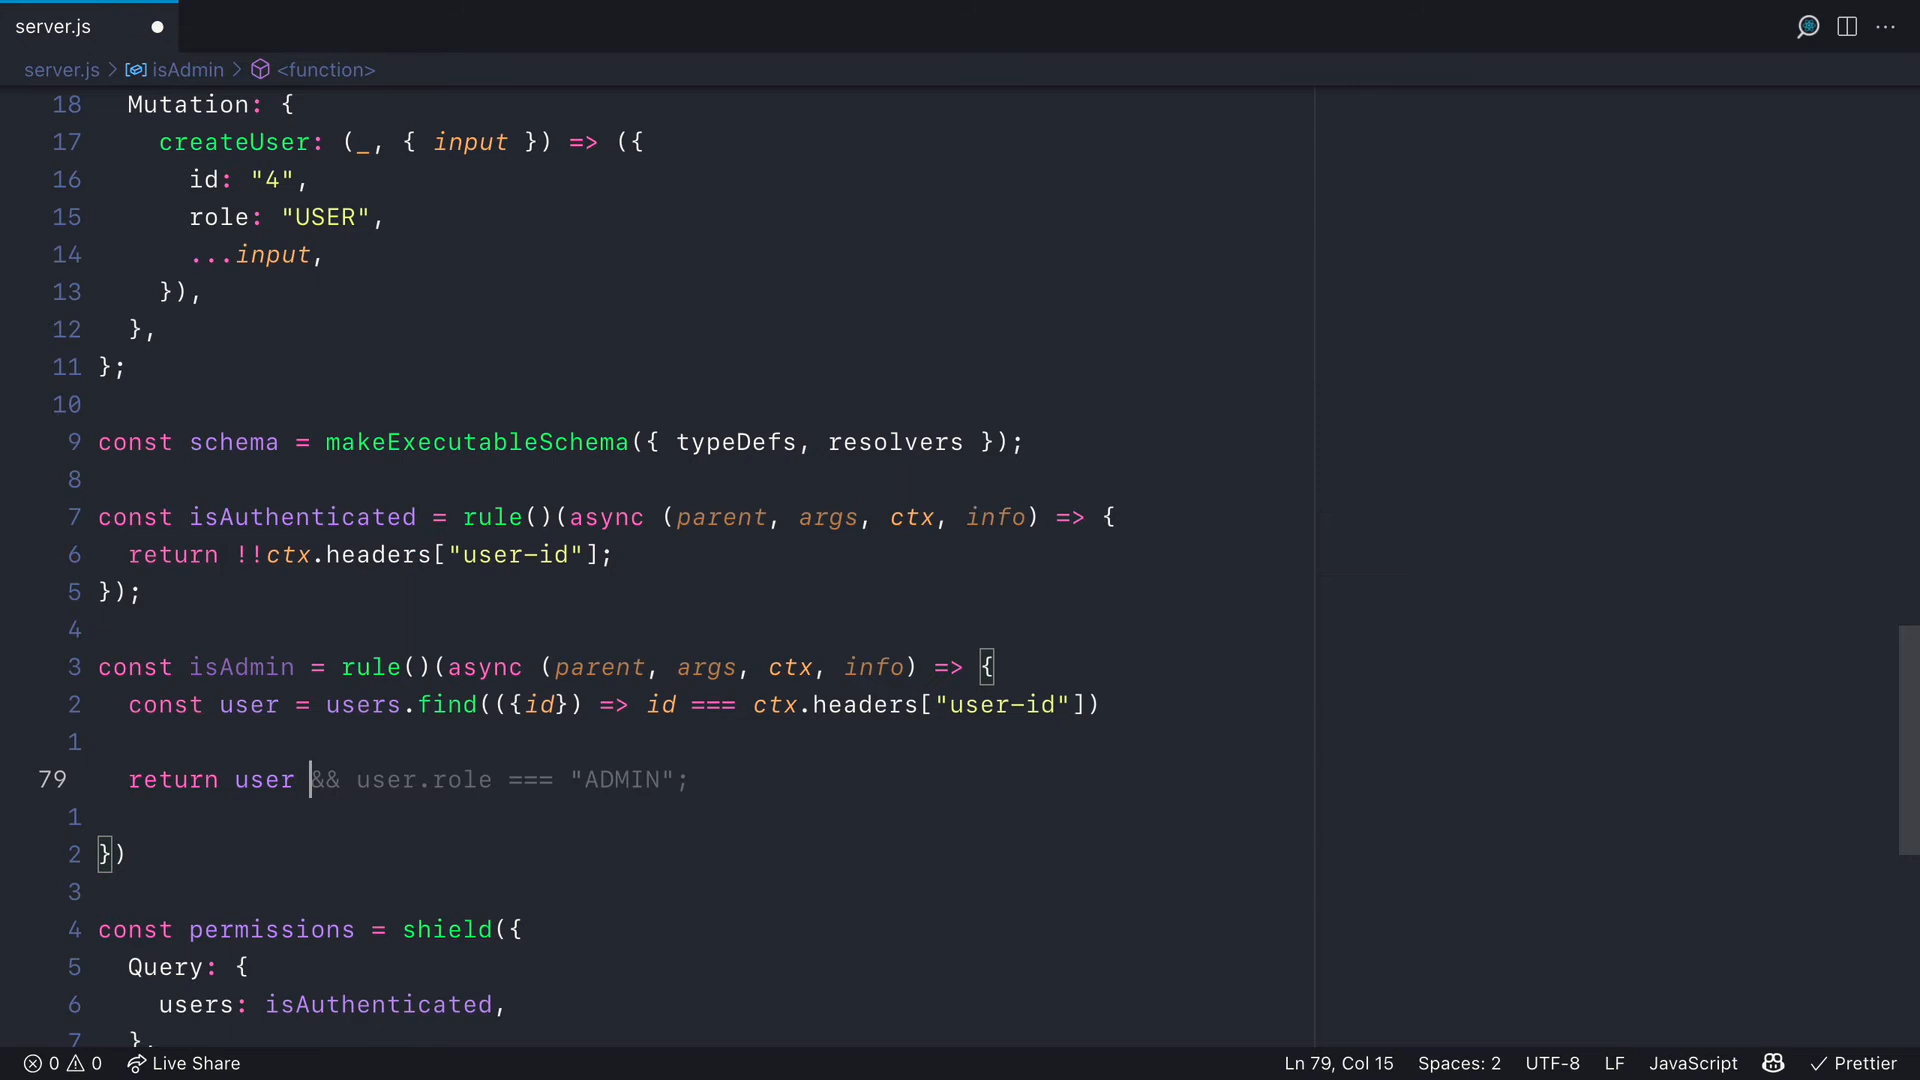 server.js
server.js > isAdmin > <function>
18 Mutation: {
17 createUser: (_, { input }) => ({
16 id: "4",
15 role: "USER",
14 ...input,
13 }),
12 },
11 };
10
9 const schema = makeExecutableSchema({ typeDefs, resolvers });
8
7 const isAuthenticated = rule()(async (parent, args, ctx, info) => {
6 return !!ctx.headers["user-id"];
5 });
4
3 const isAdmin = rule()(async (parent, args, ctx, info) => {
2 const user = users.find(({id}) => id === ctx.headers["user-id"])
1
79 return user && user.role === "ADMIN";
1
2 })
3
4 const permissions = shield({
5 Query: {
6 users: isAuthenticated,
7 },
0 0 Live Share Ln 79, Col 15 Spaces: 2 UTF-8 LF JavaScript Prettier